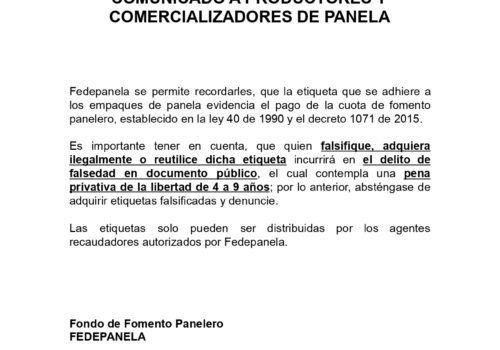 COMUNICADO A PRODUCTORES Y
COMERCIALIZADORES DE PANELA
Fedepanela se permite recordarles, que la etiqueta que se adhiere a
los empaques de panela evidencia el pago de la cuota de fomento
panelero, establecido en la ley 40 de 1990 y el decreto 1071 de 2015.
Es importante tener en cuenta, que quien falsifique, adquiera
ilegalmente o reutilice dicha etiqueta incurrirá en el delito de
falsedad en documento público, el cual contempla una pena
privativa de la libertad de 4 a 9 años; por lo anterior, absténgase de
adquirir etiquetas falsificadas y denuncie.
Las etiquetas solo pueden ser distribuidas por los agentes
recaudadores autorizados por Fedepanela.
Fondo de Fomento Panelero
FEDEPANELA